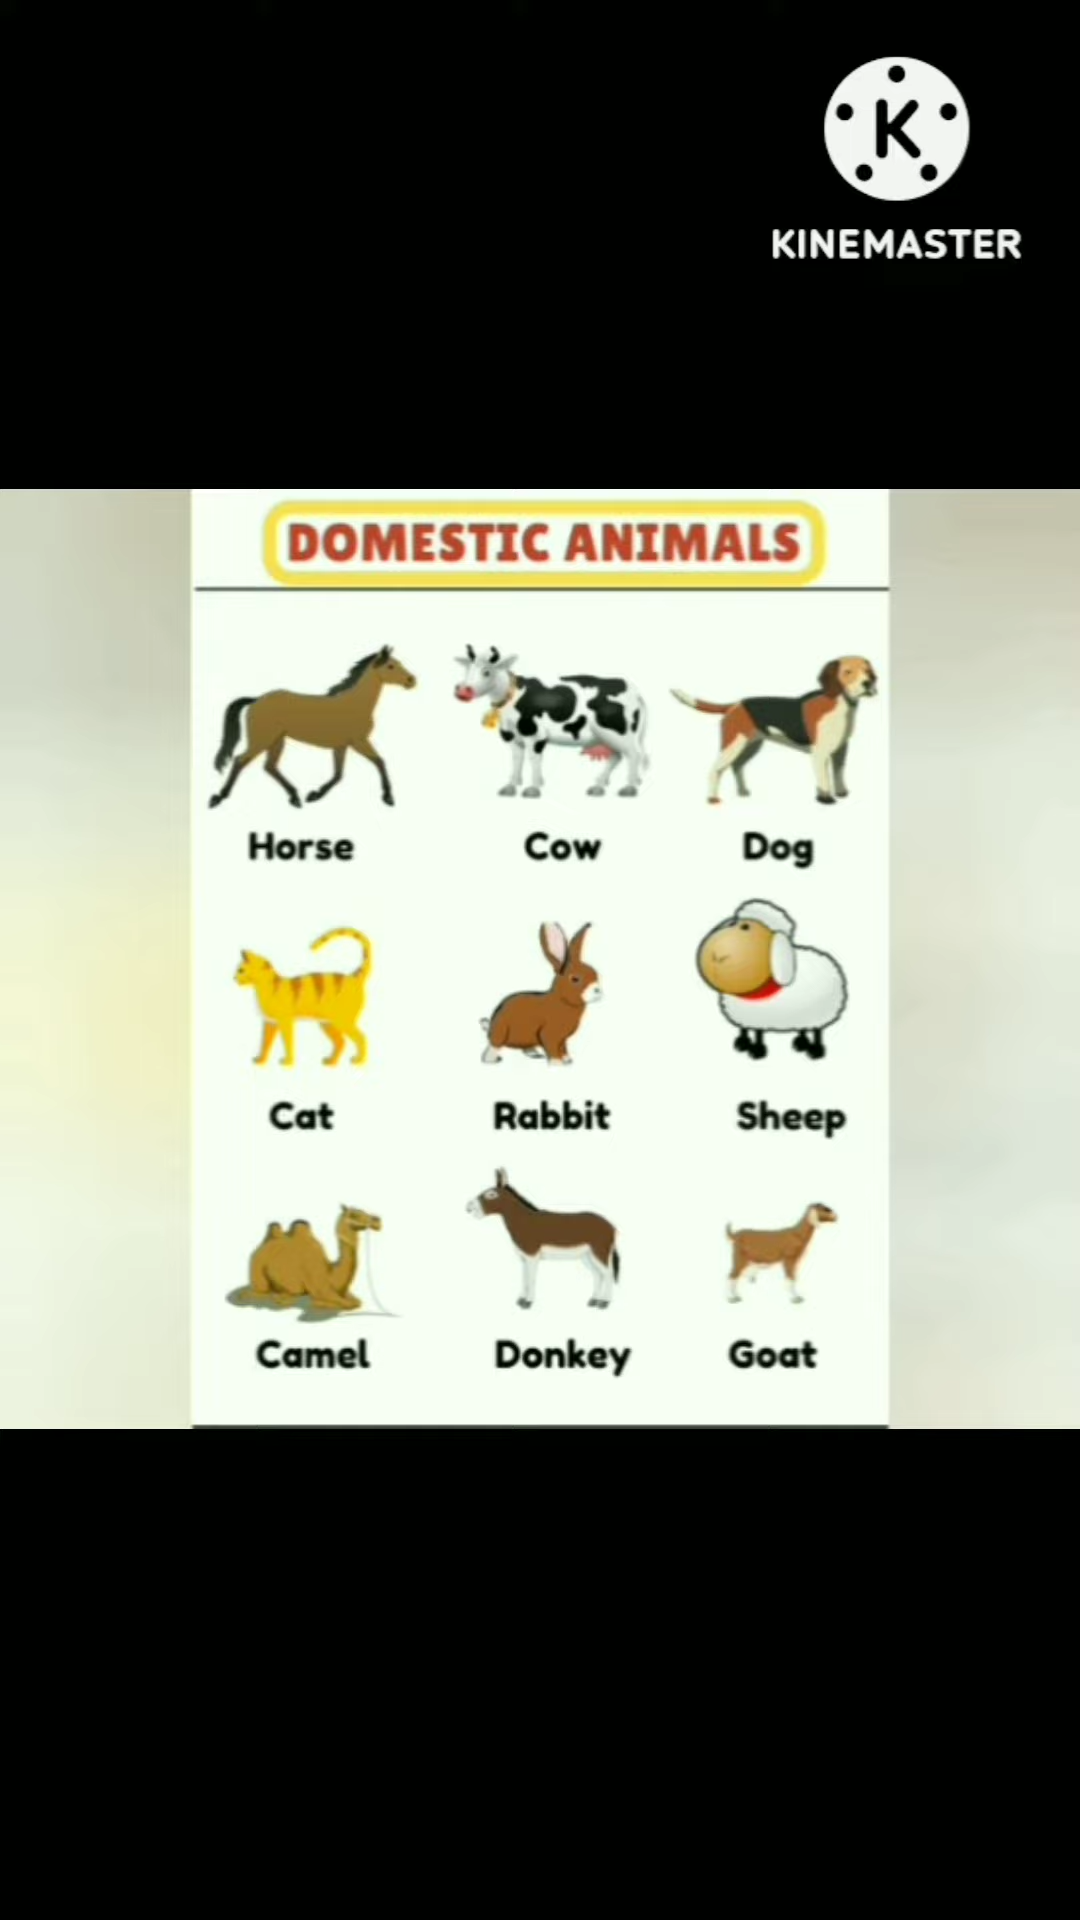 K
KINEMASTER
DOMESTIC ANIMALS
Horse Cow Dog
Cat Rabbit Sheep
Camel Donkey Goat